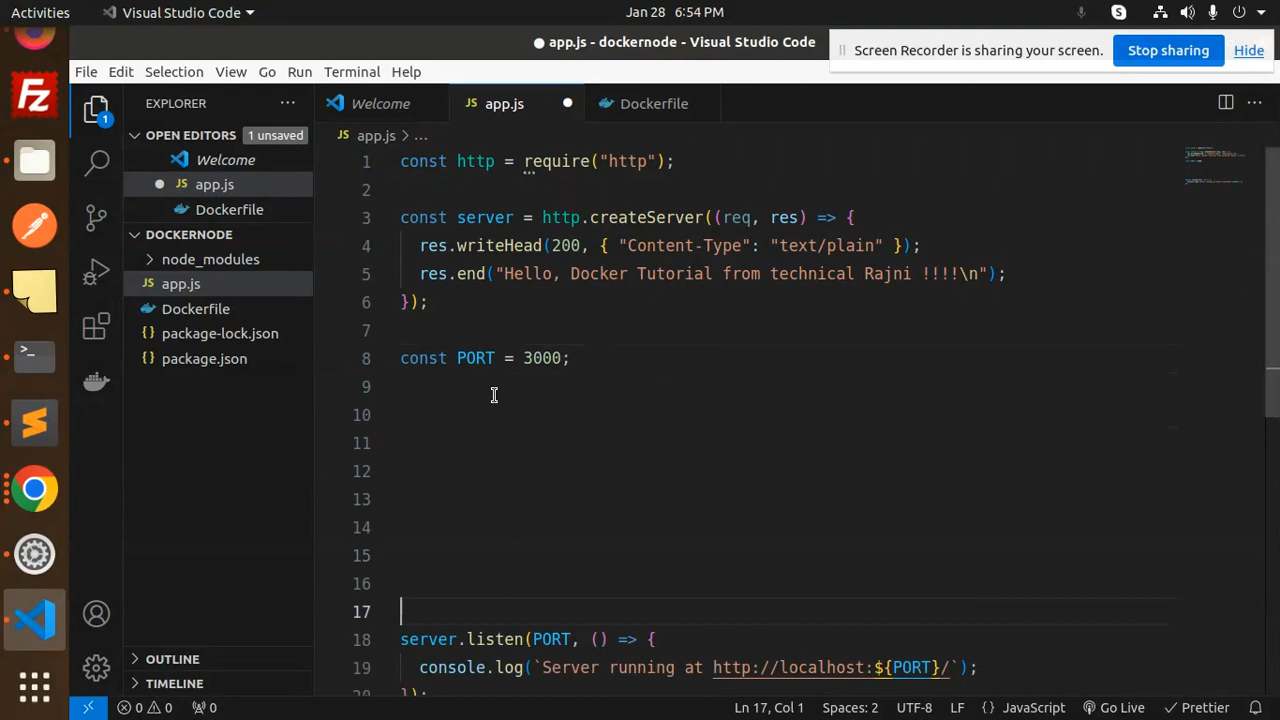 Activities
Visual Studio Code
Jan 28 6:54 PM
app.js - dockernode - Visual Studio Code
Screen Recorder is sharing your screen.
Stop sharing
Hide
File Edit Selection View Go Run Terminal Help
EXPLORER
Welcome
app.js
Dockerfile
OPEN EDITORS
1 unsaved
Welcome
JS app.js
Dockerfile
DOCKERNODE
node_modules
JS app.js
Dockerfile
{} package-lock.json
{} package.json
OUTLINE
TIMELINE
1
JS app.js > ...
1 const http = require("http");
2
3 const server = http.createServer((req, res) => {
4 res.writeHead(200, { "Content-Type": "text/plain" });
5 res.end("Hello, Docker Tutorial from technical Rajni !!!!\n");
6 });
7
8 const PORT = 3000;
9
10
11
12
13
14
15
16
17
18 server.listen(PORT, () => {
19 console.log(`Server running at http://localhost:${PORT}/`);
20 });
0 0
0
Ln 17, Col 1
Spaces: 2
UTF-8
LF
{} JavaScript
Go Live
Prettier